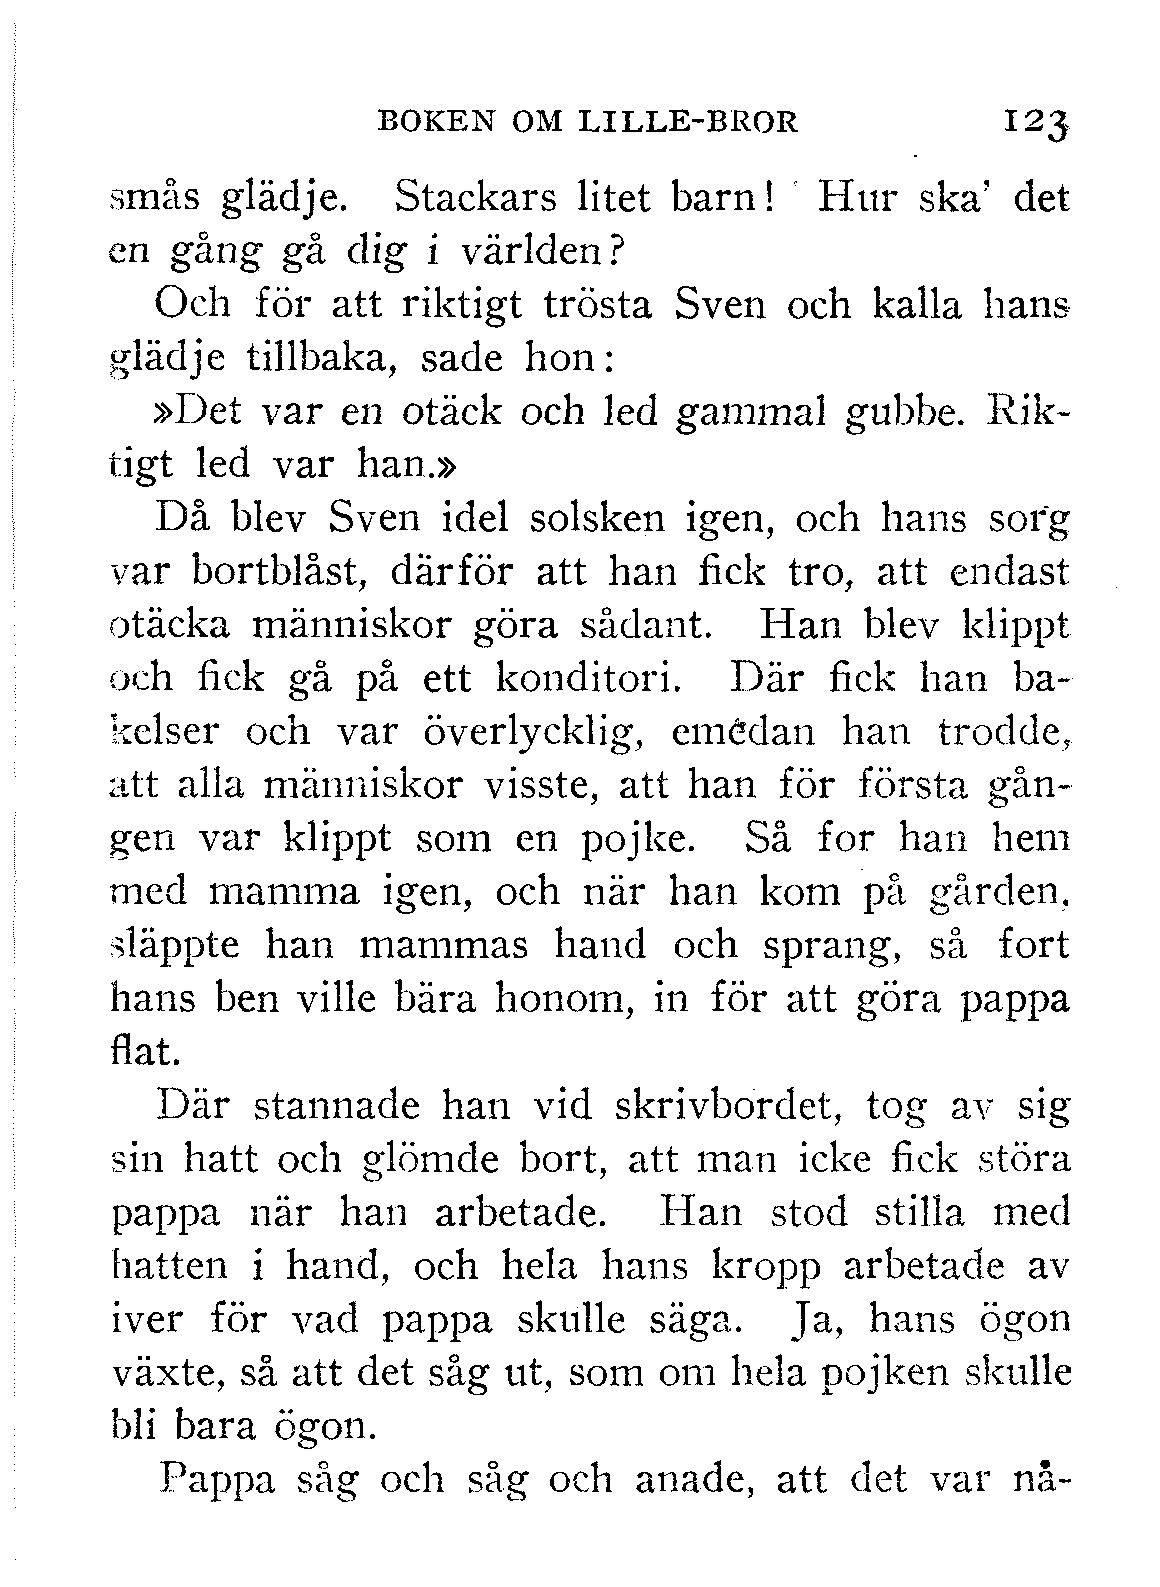 BOKEN OM LILLE-BROR 123
smås glädje. Stackars litet barn! Hur ska' det
en gång gå dig i världen?
Och för att riktigt trösta Sven och kalla hans
glädje tillbaka, sade hon:
»Det var en otäck och led gammal gubbe. Rik-
tigt led var han.»
Då blev Sven idel solsken igen, och hans sorg
var bortblåst, därför att han fick tro, att endast
otäcka människor göra sådant. Han blev klippt
och fick gå på ett konditori. Där fick han ba-
kelser och var överlycklig, emedan han trodde,
att alla människor visste, att han för första gån-
gen var klippt som en pojke. Så for han hem
med mamma igen, och när han kom på gården,
släppte han mammas hand och sprang, så fort
hans ben ville bära honom, in för att göra pappa
flat.
Där stannade han vid skrivbordet, tog av sig
sin hatt och glömde bort, att man icke fick störa
pappa när han arbetade. Han stod stilla med
hatten i hand, och hela hans kropp arbetade av
iver för vad pappa skulle säga. Ja, hans ögon
växte, så att det såg ut, som om hela pojken skulle
bli bara ögon.
Pappa såg och såg och anade, att det var nå-